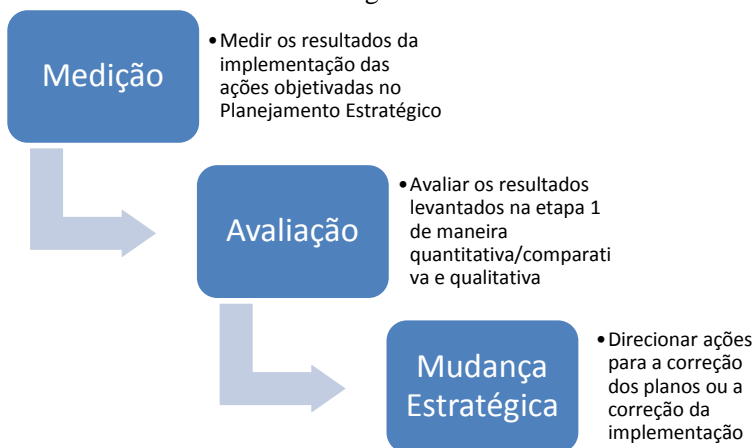 Medição
• Medir os resultados da
implementação das
ações objetivadas no
Planejamento Estratégico
Avaliação
• Avaliar os resultados
levantados na etapa 1
de maneira
quantitativa/comparati
va e qualitativa
Mudança
Estratégica
• Direcionar ações
para a correção
dos planos ou a
correção da
implementação